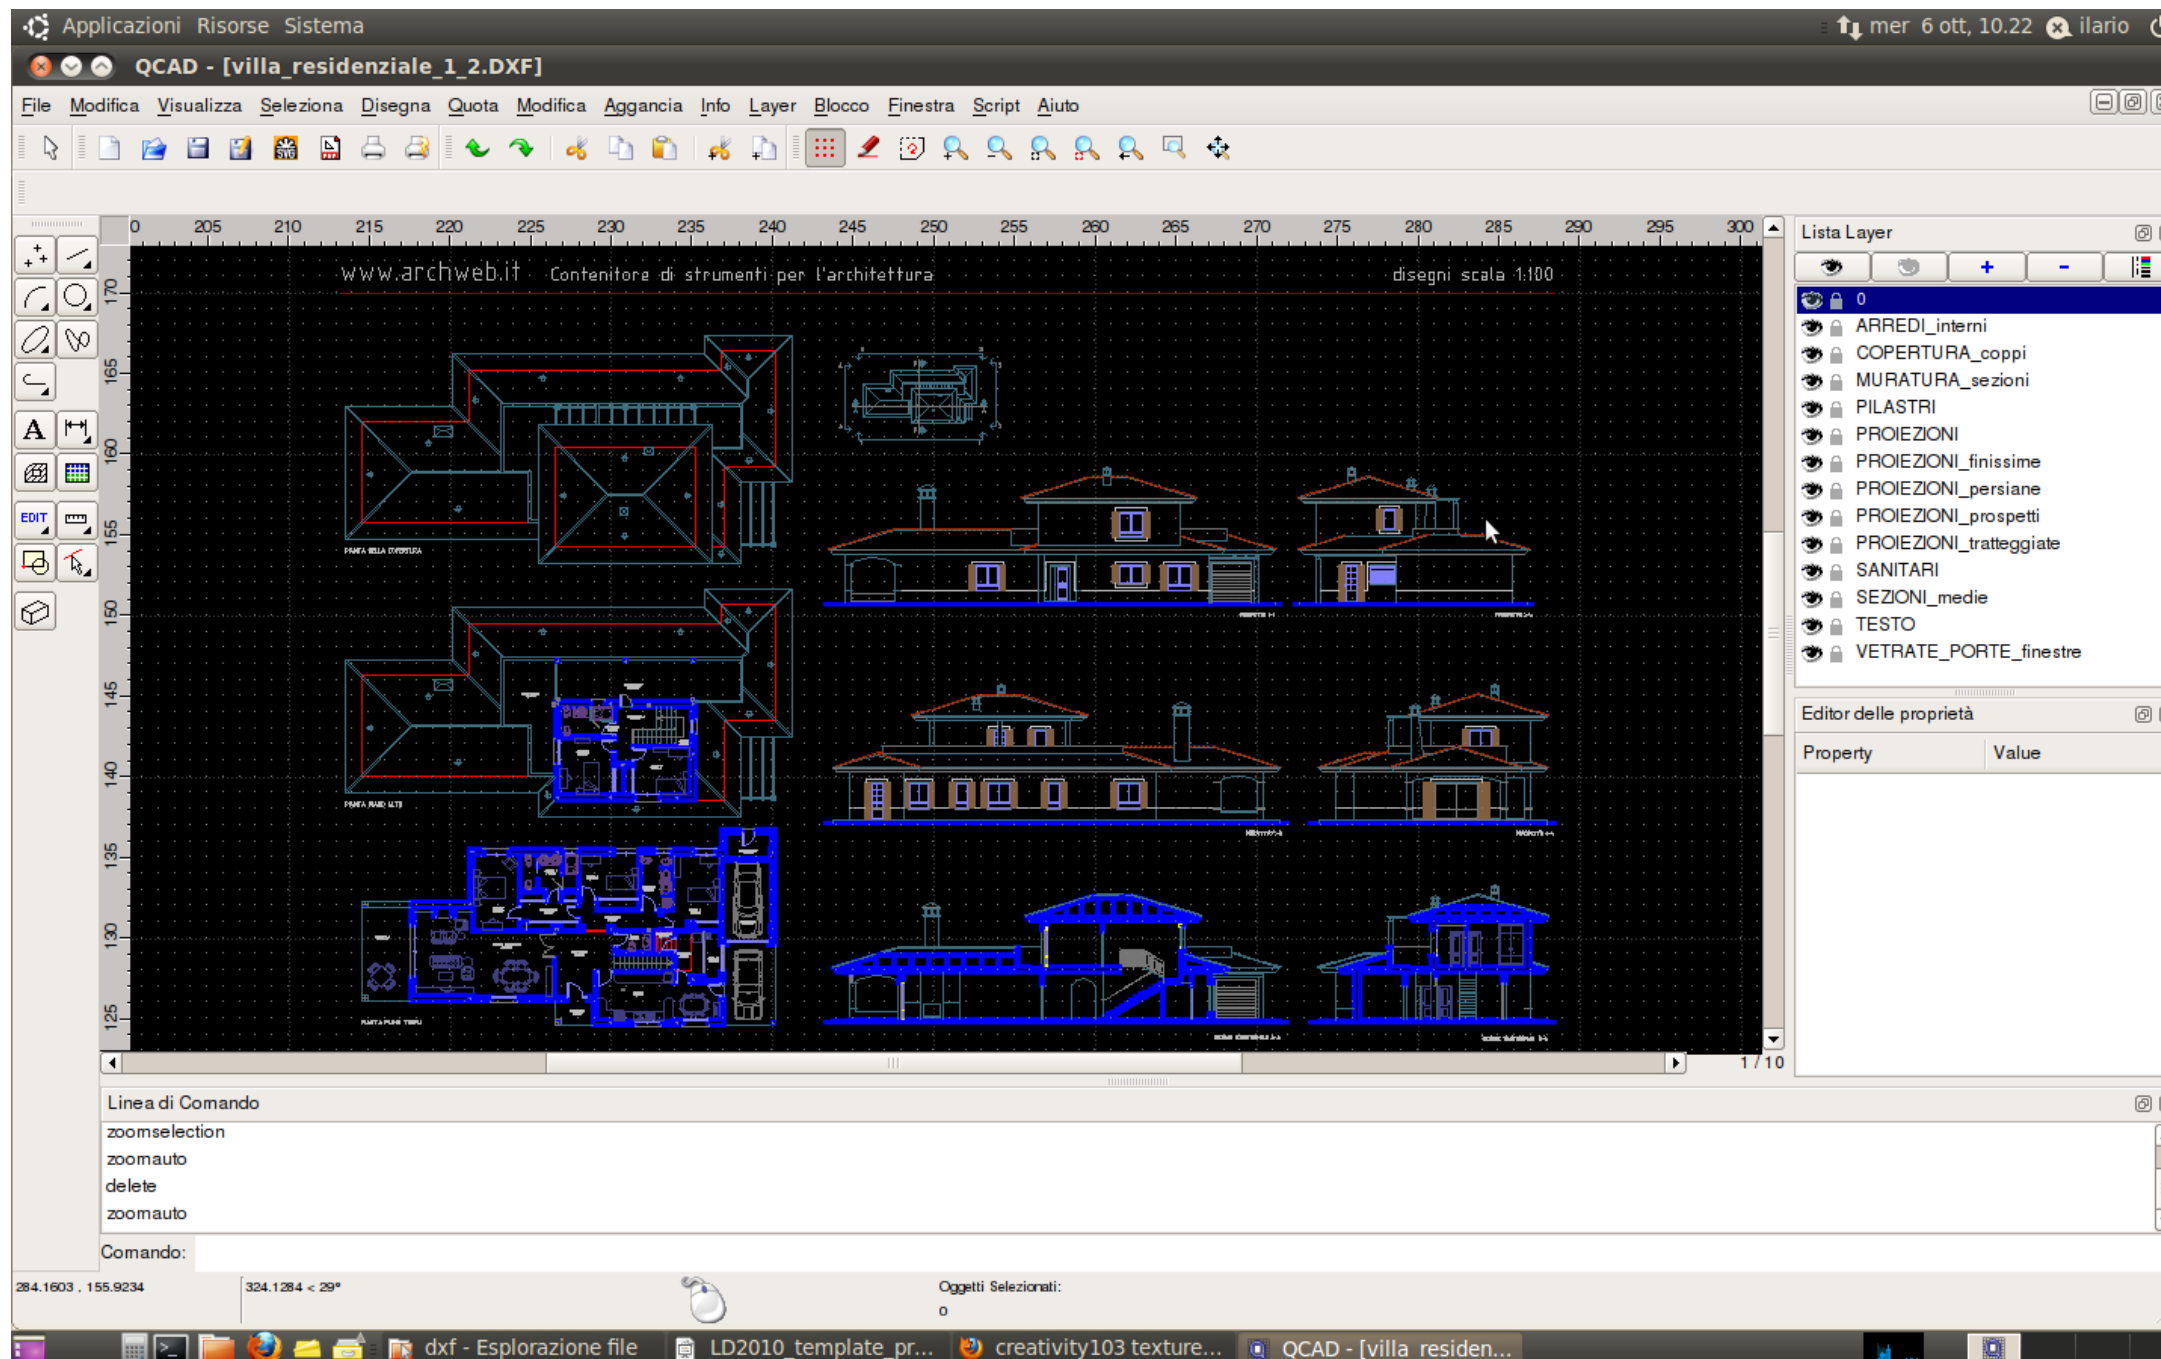 Applicazioni Risorse Sistema
mer 6 ott, 10.22 ilario
QCAD - [villa_residenziale_1_2.DXF]
File Modifica Visualizza Seleziona Disegna Quota Modifica Aggancia Info Layer Blocco Finestra Script Aiuto
0 205 210 215 220 225 230 235 240 245 250 255 260 265 270 275 280 285 290 295 300
170
165
160
155
150
145
140
135
130
125
www.archweb.it Contenitore di strumenti per l'architettura disegni scala 1:100
PIANTA DELLA COPERTURA
Lista Layer
0
ARREDI_interni
COPERTURA_coppi
MURATURA_sezioni
PILASTRI
PROIEZIONI
PROIEZIONI_finissime
PROIEZIONI_persiane
PROIEZIONI_prospetti
PROIEZIONI_tratteggiate
SANITARI
SEZIONI_medie
TESTO
VETRATE_PORTE_finestre
Editor delle proprietà
Property Value
A
EDIT
1 / 10
Linea di Comando
zoomselection
zoomauto
delete
zoomauto
Comando:
284.1603 , 155.9234
324.1284 < 29°
Oggetti Selezionati:
0
dxf - Esplorazione file
LD2010_template_pr...
creativity103 texture...
QCAD - [villa_residen...